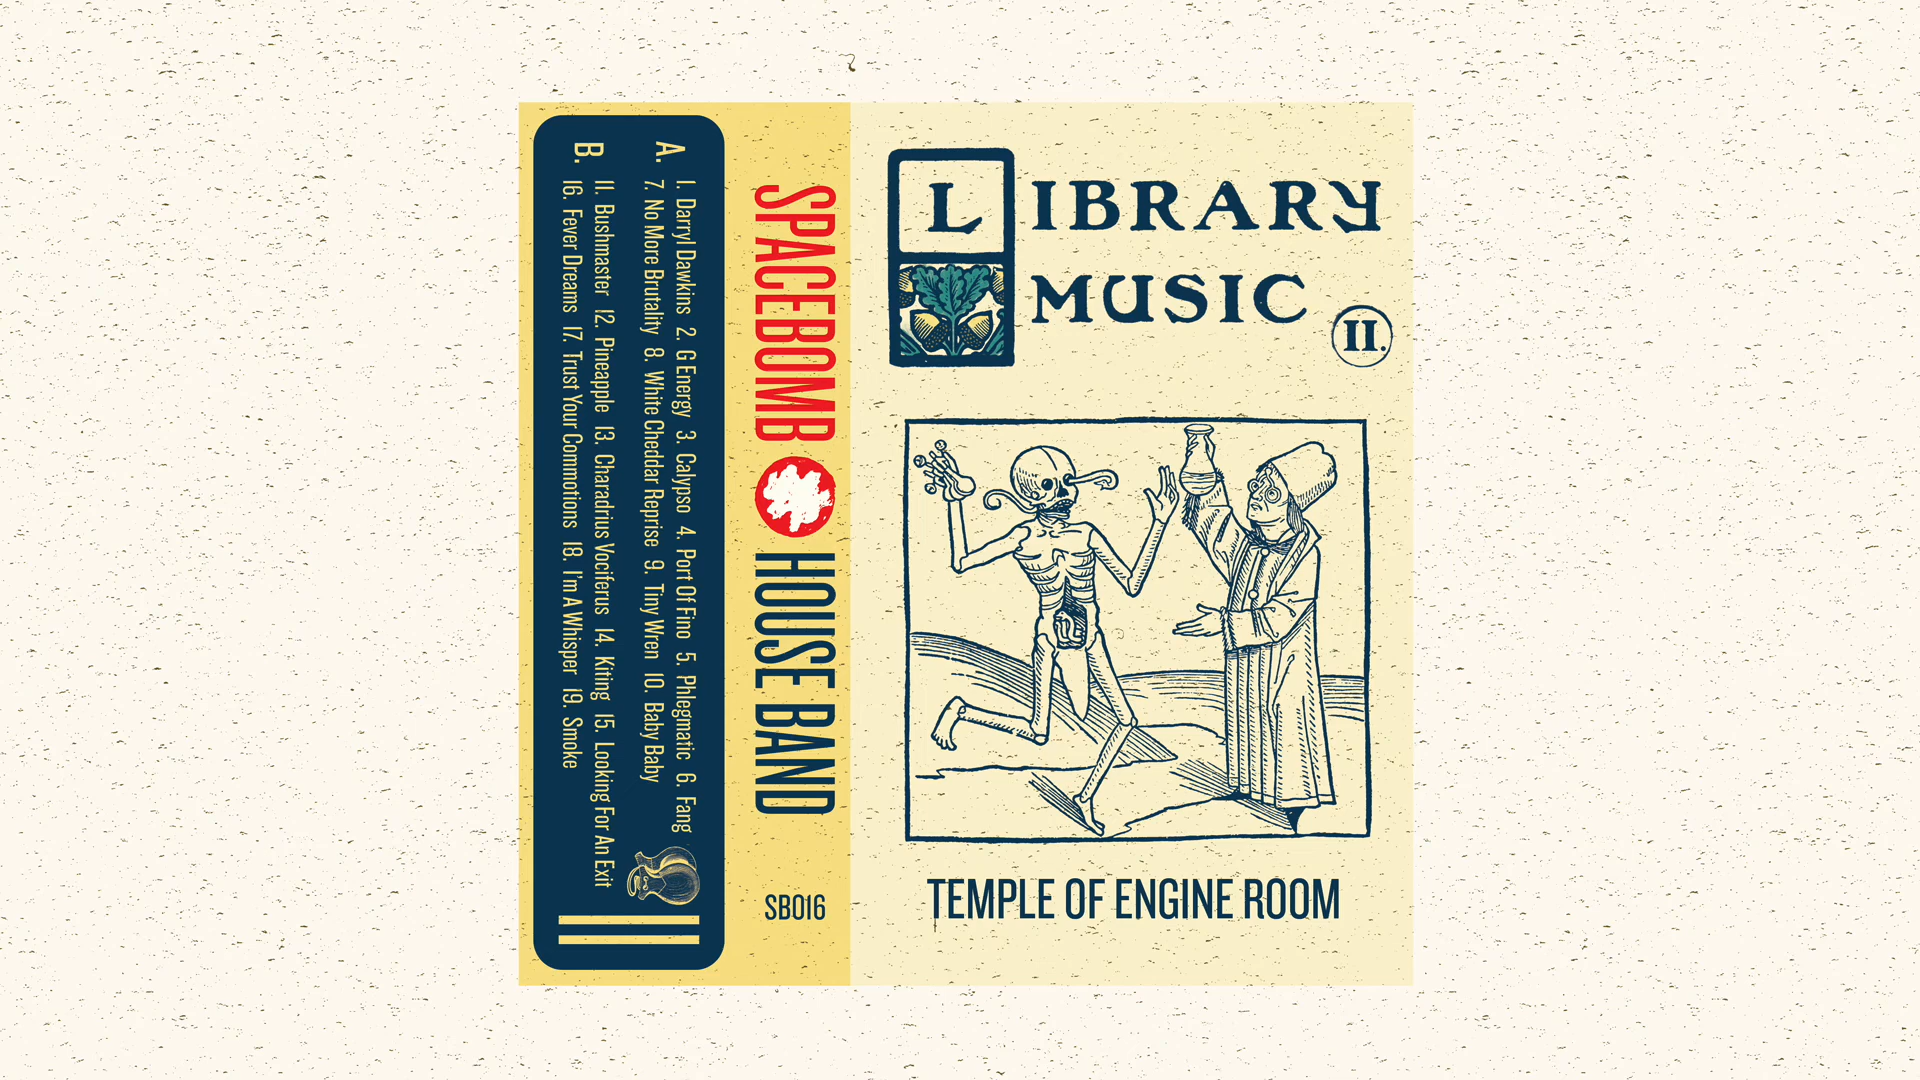 A. 1. Darryl Dawkins 2. G Energy 3. Calypso 4. Port Of Fino 5. Phlegmatic 6. Fang
7. No More Brutality 8. White Cheddar Reprise 9. Tiny Wren 10. Baby Baby
B. 11. Bushmaster 12. Pineapple 13. Charadrius Vociferus 14. Kiting 15. Looking For An Exit
16. Fever Dreams 17. Trust Your Commotions 18. I'm A Whisper 19. Smoke
SPACEBOMB HOUSE BAND
SB016
LIBRARY
MUSIC
II.
TEMPLE OF ENGINE ROOM